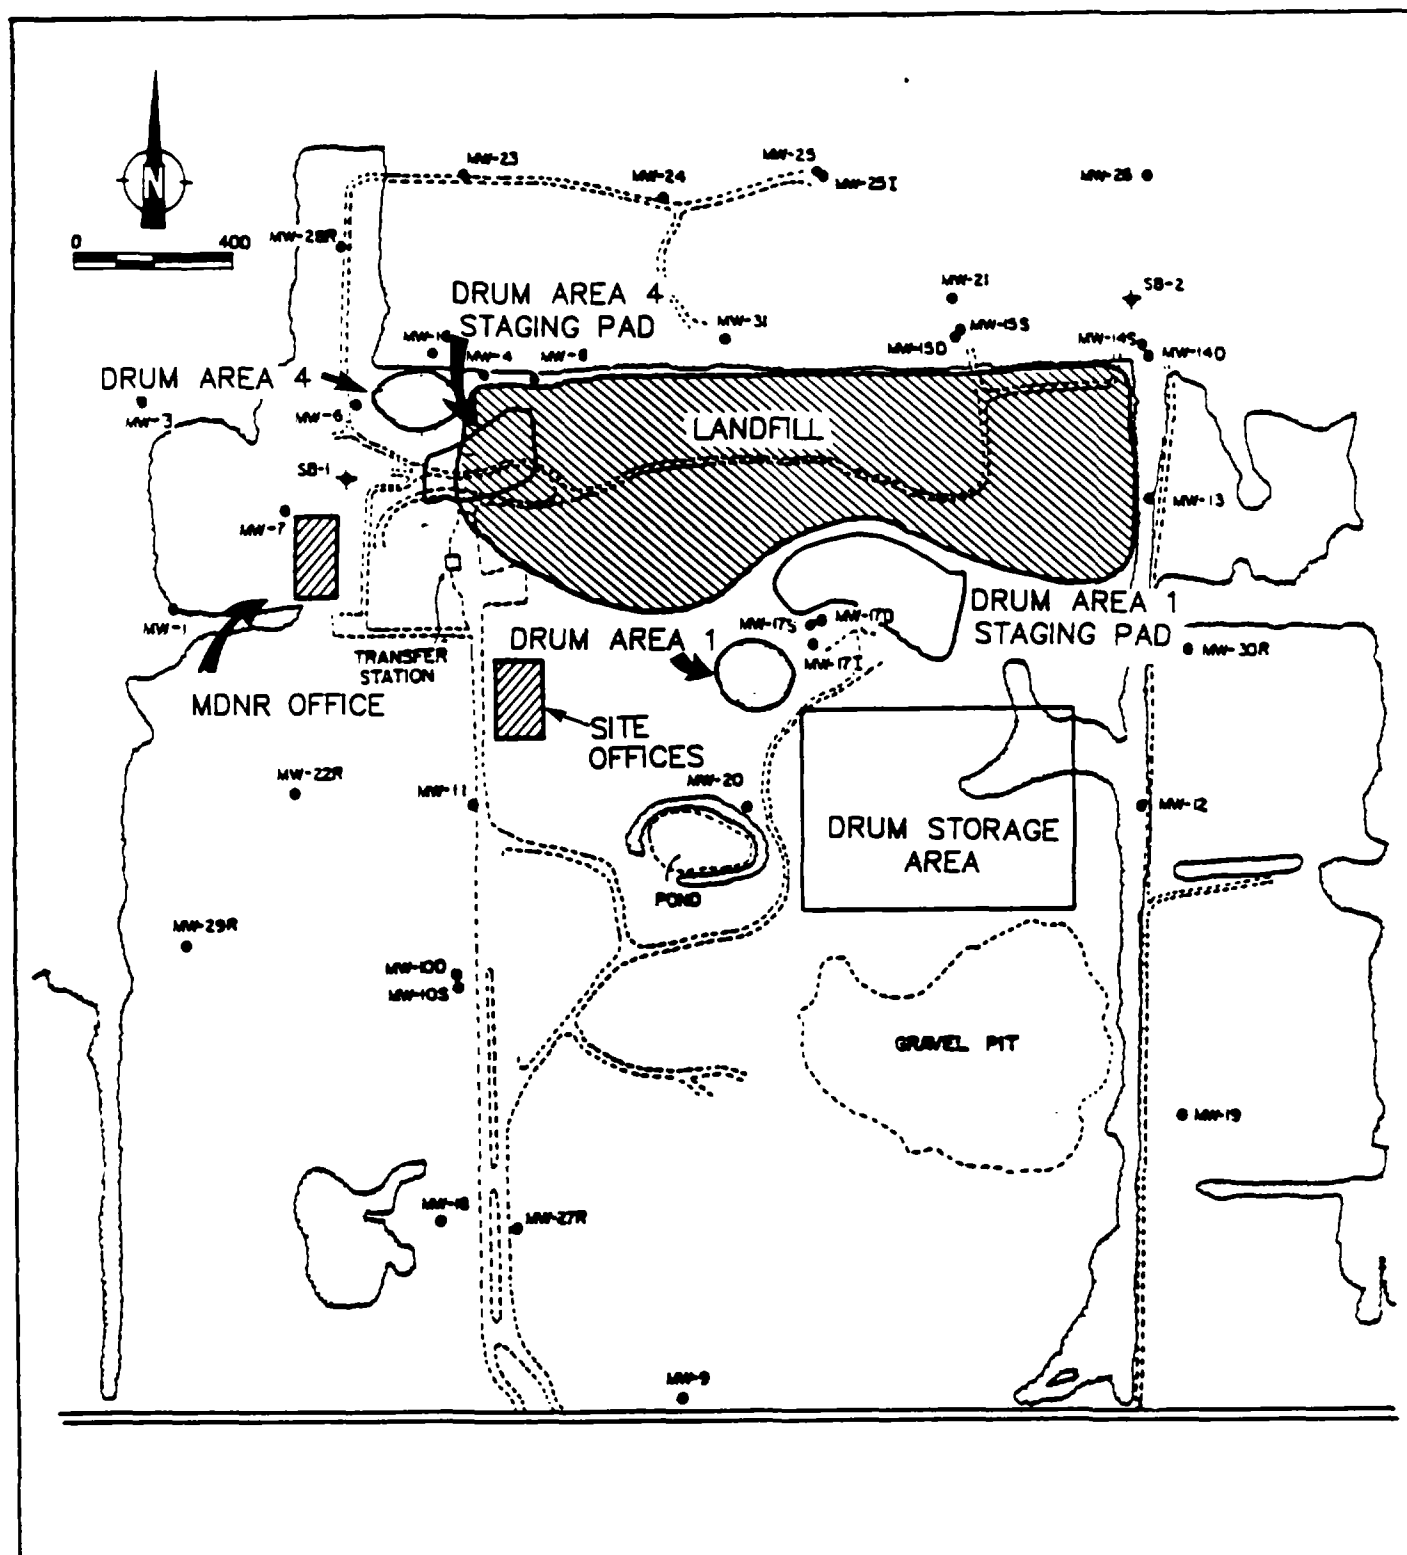 MW-23
MW-24
MW-25
MW-25I
MW-26
N
0 400
MW-28R
DRUM AREA 4
STAGING PAD
MW-21
SB-2
MW-31
MW-15S
MW-15D
MW-14S
MW-14D
MW-4
DRUM AREA 4
MW-3
MW-6
LANDFILL
SB-1
MW-7
MW-13
MW-1
DRUM AREA 1
STAGING PAD
MW-17S
MW-17D
MW-17I
DRUM AREA 1
MW-30R
TRANSFER
STATION
MDNR OFFICE
SITE
OFFICES
MW-22R
MW-11
MW-20
MW-12
DRUM STORAGE
AREA
POND
MW-29R
MW-10D
MW-10S
GRAVEL PIT
MW-19
MW-18
MW-27R
MW-9